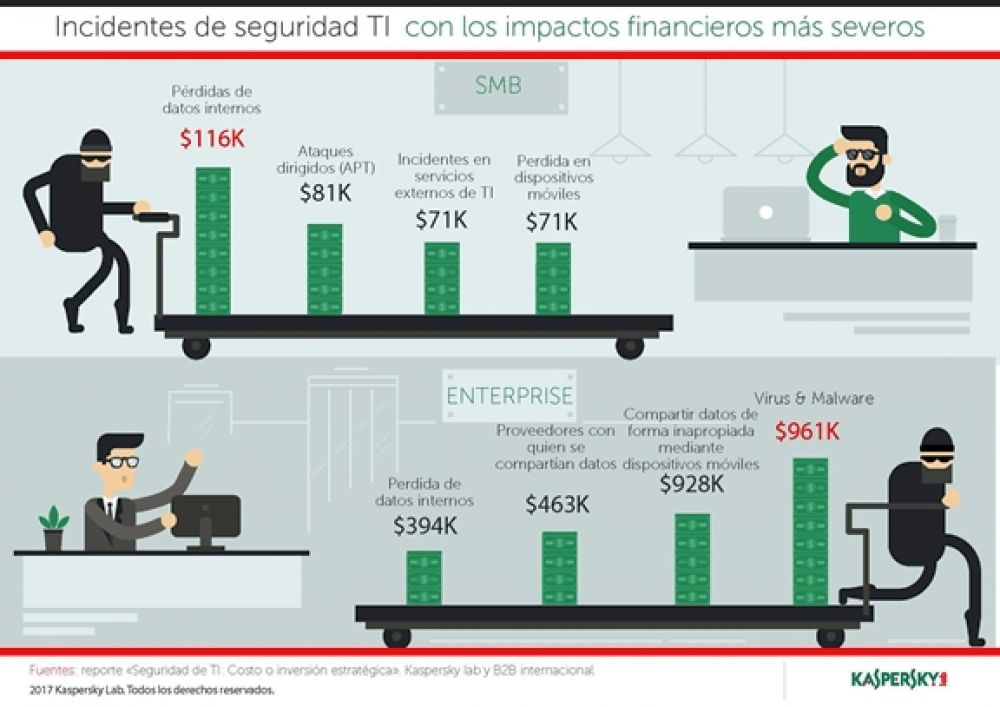 Incidentes de seguridad TI con los impactos financieros más severos
SMB
Pérdidas de
datos internos
$116K
Ataques
dirigidos (APT)
$81K
Incidentes en
servicios
externos de TI
$71K
Perdida en
dispositivos
móviles
$71K
ENTERPRISE
Perdida de
datos internos
$394K
Proveedores con
quien se
compartían datos
$463K
Compartir datos de
forma inapropiada
mediante
dispositivos móviles
$928K
Virus & Malware
$961K
Fuentes: reporte «Seguridad de TI: Costo o inversión estratégica». Kaspersky lab y B2B internacional.
2017 Kaspersky Lab. Todos los derechos reservados.
KASPERSKY